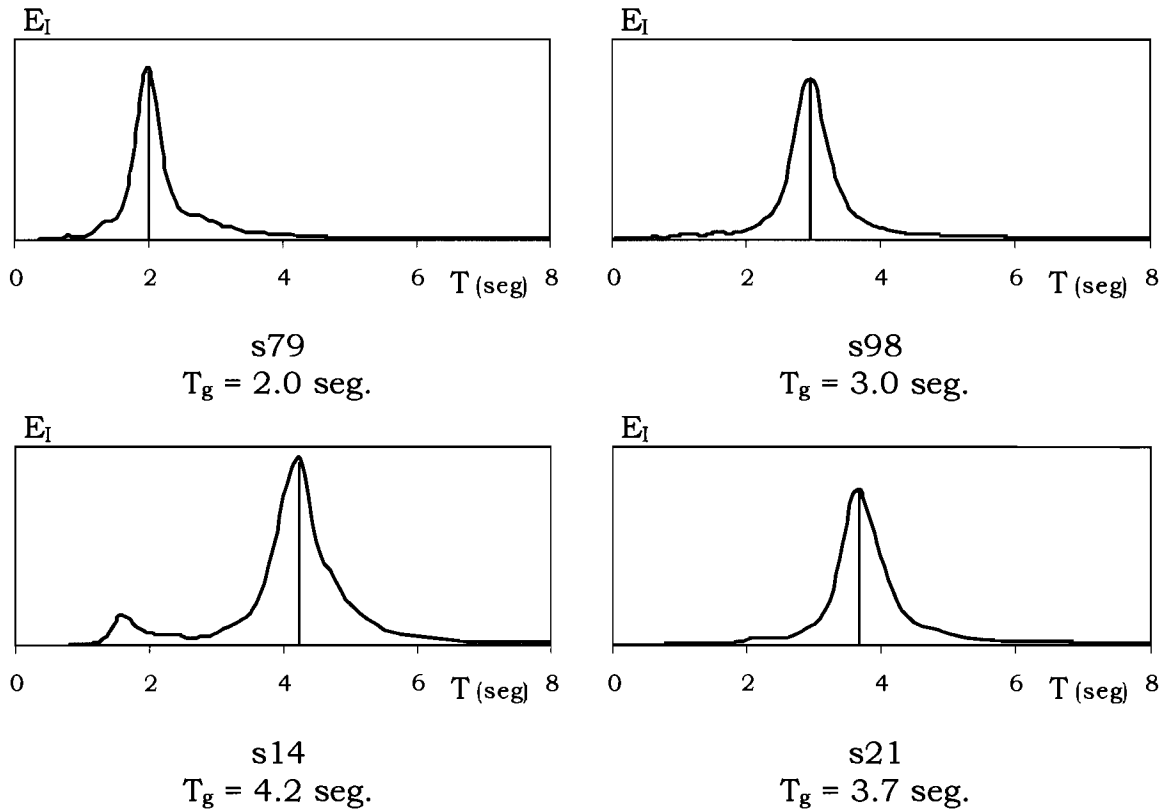 E_I
0 2 4 6 T (seg) 8
s79
T_g = 2.0 seg.
E_I
0 2 4 6 T (seg) 8
s98
T_g = 3.0 seg.
E_I
0 2 4 6 T (seg) 8
s14
T_g = 4.2 seg.
E_I
0 2 4 6 T (seg) 8
s21
T_g = 3.7 seg.